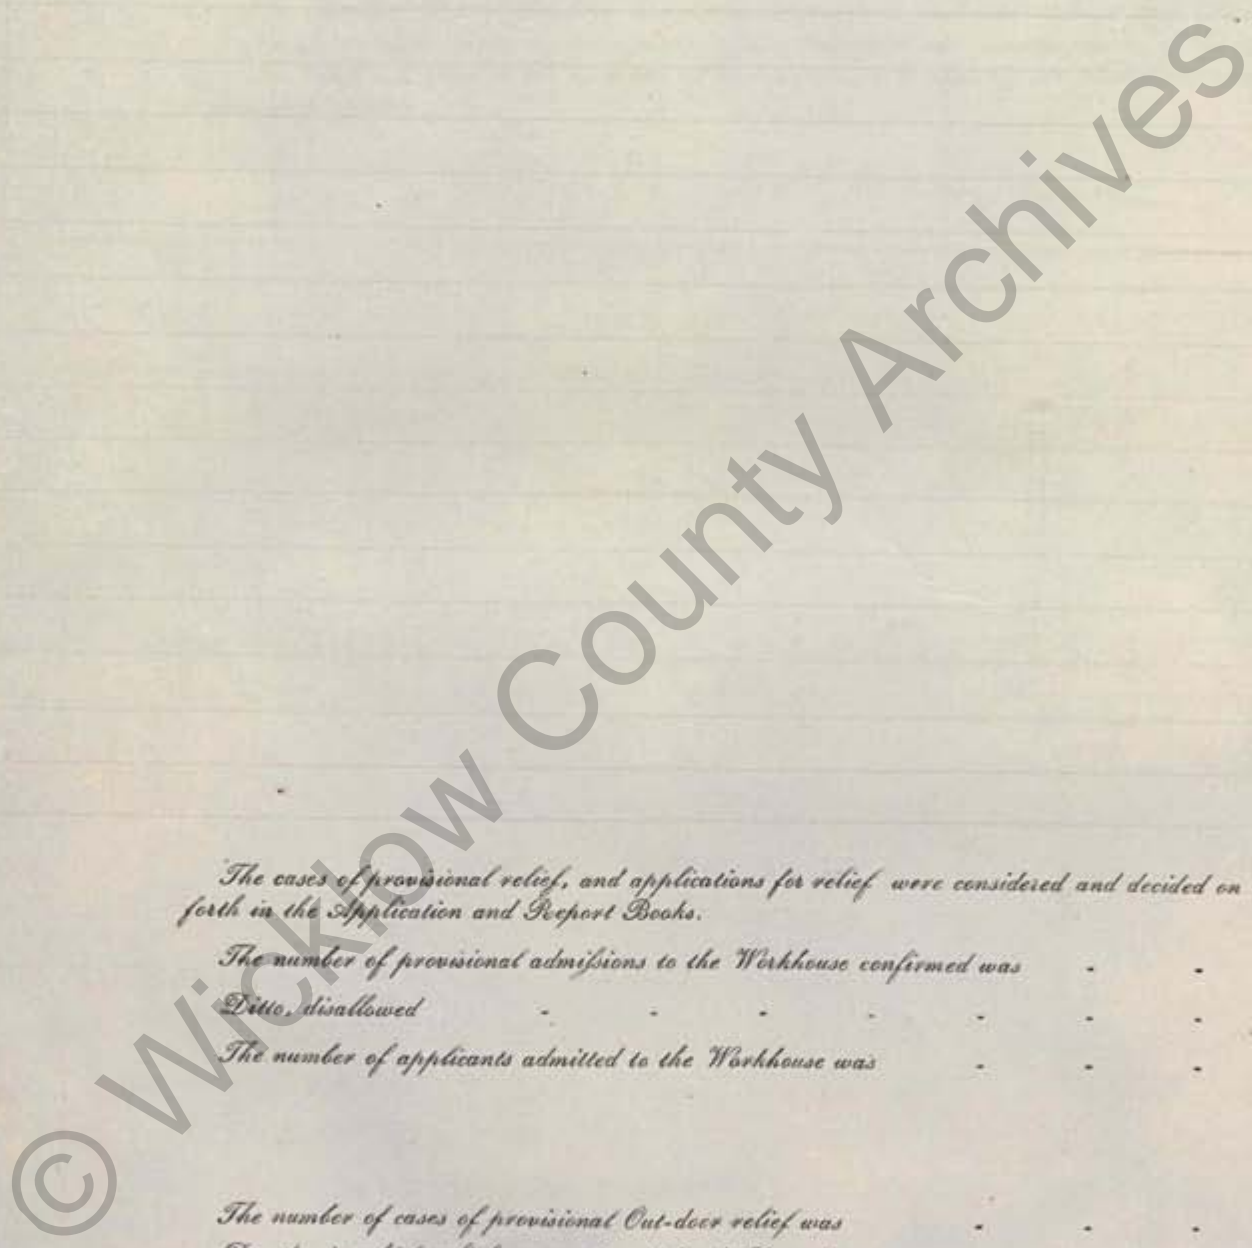 The cases of provisional relief, and applications for relief were considered and decided on
forth in the Application and Report Books.
The number of provisional admiſsions to the Workhouse confirmed was - -
Ditto, disallowed - - - - - - -
The number of applicants admitted to the Workhouse was - - -
The number of cases of provisional Out-door relief was - - -
© Wicklow County Archives